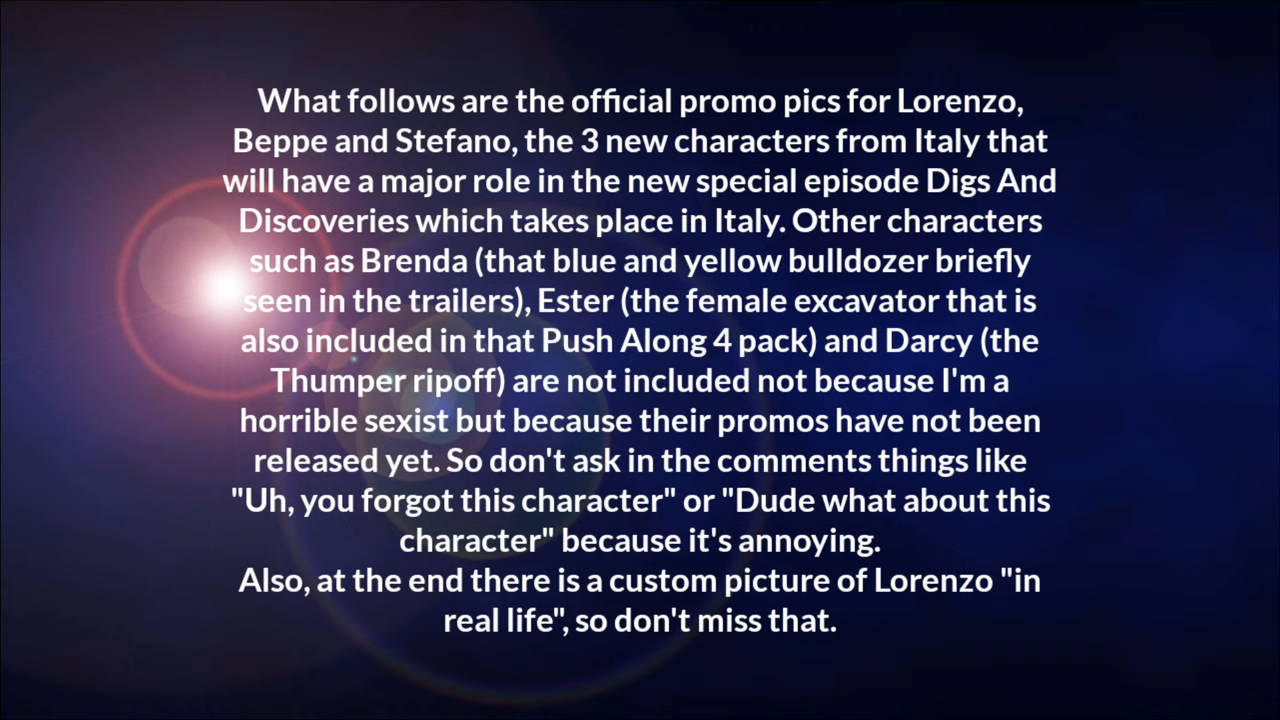 What follows are the official promo pics for Lorenzo,
Beppe and Stefano, the 3 new characters from Italy that
will have a major role in the new special episode Digs And
Discoveries which takes place in Italy. Other characters
such as Brenda (that blue and yellow bulldozer briefly
seen in the trailers), Ester (the female excavator that is
also included in that Push Along 4 pack) and Darcy (the
Thumper ripoff) are not included not because I'm a
horrible sexist but because their promos have not been
released yet. So don't ask in the comments things like
"Uh, you forgot this character" or "Dude what about this
character" because it's annoying.
Also, at the end there is a custom picture of Lorenzo "in
real life", so don't miss that.